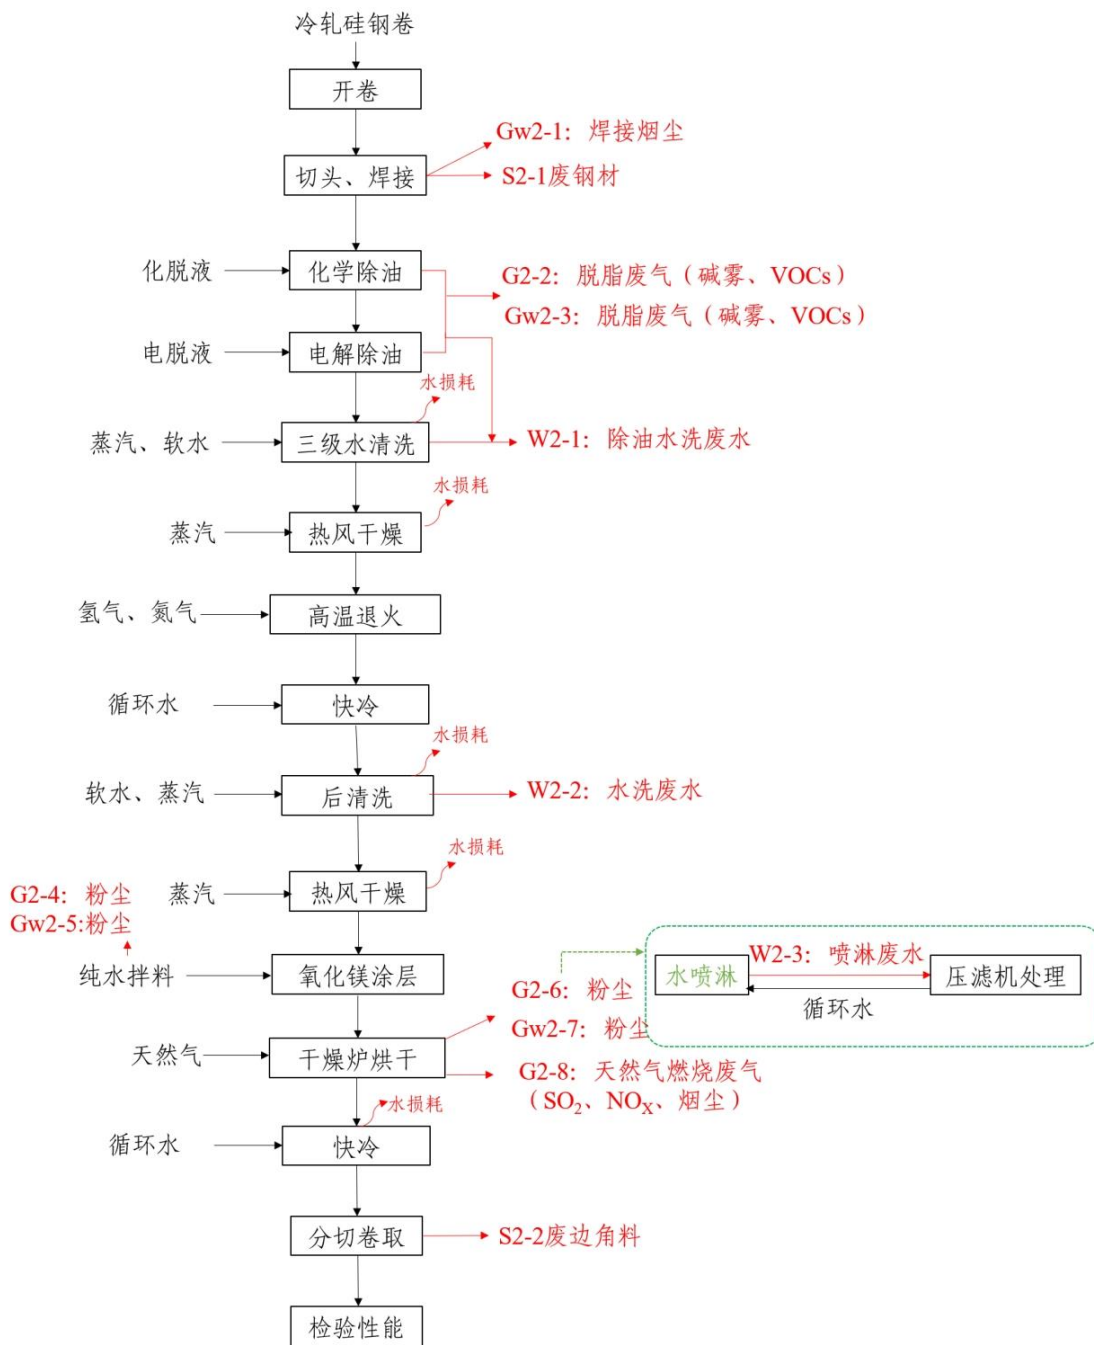 冷轧硅钢卷
开卷
Gw2-1：焊接烟尘
切头、焊接
S2-1废钢材
化脱液
化学除油
G2-2：脱脂废气（碱雾、VOCs）
Gw2-3：脱脂废气（碱雾、VOCs）
电脱液
电解除油
水损耗
蒸汽、软水
三级水清洗
W2-1：除油水洗废水
水损耗
蒸汽
热风干燥
氢气、氮气
高温退火
循环水
快冷
水损耗
软水、蒸汽
后清洗
W2-2：水洗废水
水损耗
G2-4：粉尘
Gw2-5:粉尘
蒸汽
热风干燥
纯水拌料
氧化镁涂层
G2-6：粉尘
Gw2-7：粉尘
水喷淋
W2-3：喷淋废水
循环水
压滤机处理
天然气
干燥炉烘干
G2-8：天然气燃烧废气
（SO₂、NOX、烟尘）
水损耗
循环水
快冷
分切卷取
S2-2废边角料
检验性能